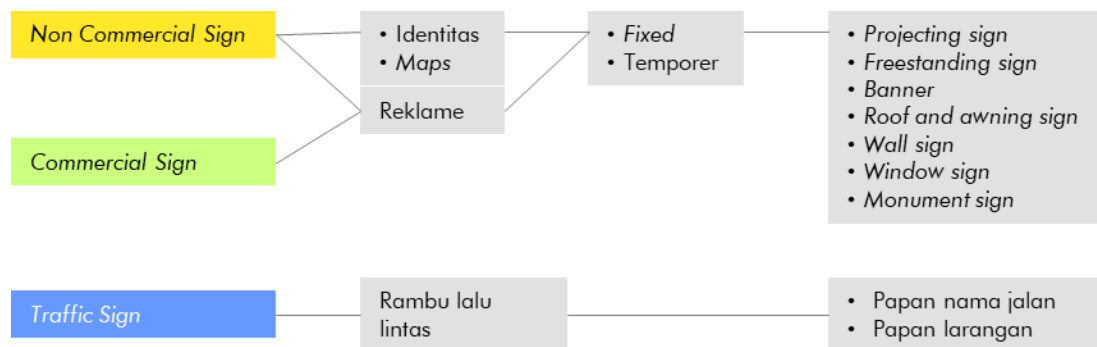 Non Commercial Sign
• Identitas
• Maps
Reklame
• Fixed
• Temporer
• Projecting sign
• Freestanding sign
• Banner
• Roof and awning sign
• Wall sign
• Window sign
• Monument sign
Commercial Sign
Traffic Sign
Rambu lalu
lintas
• Papan nama jalan
• Papan larangan